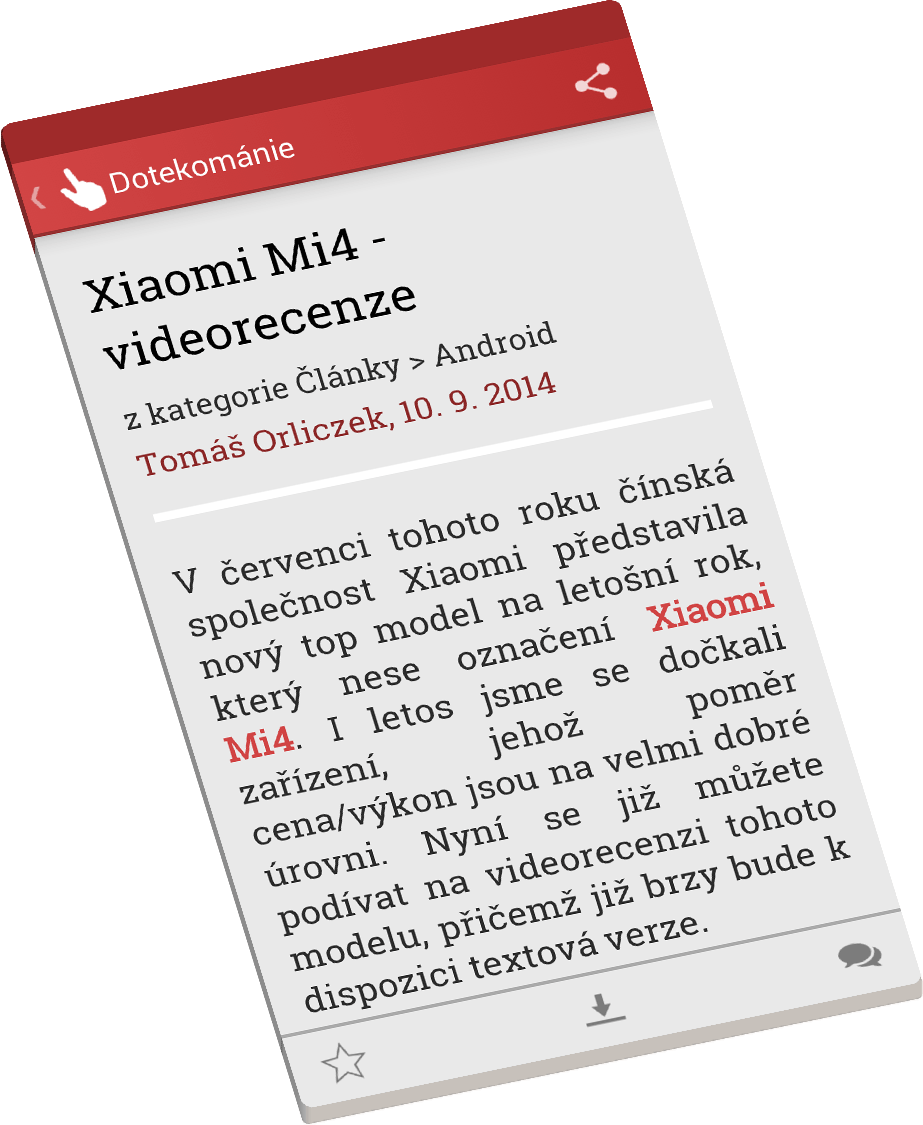 Dotekománie
Xiaomi Mi4 -
videorecenze
z kategorie Články > Android
Tomáš Orliczek, 10. 9. 2014
V červenci tohoto roku čínská
společnost Xiaomi představila
nový top model na letošní rok,
který nese označení Xiaomi
Mi4. I letos jsme se dočkali
zařízení, jehož poměr
cena/výkon jsou na velmi dobré
úrovni. Nyní se již můžete
podívat na videorecenzi tohoto
modelu, přičemž již brzy bude k
dispozici textová verze.